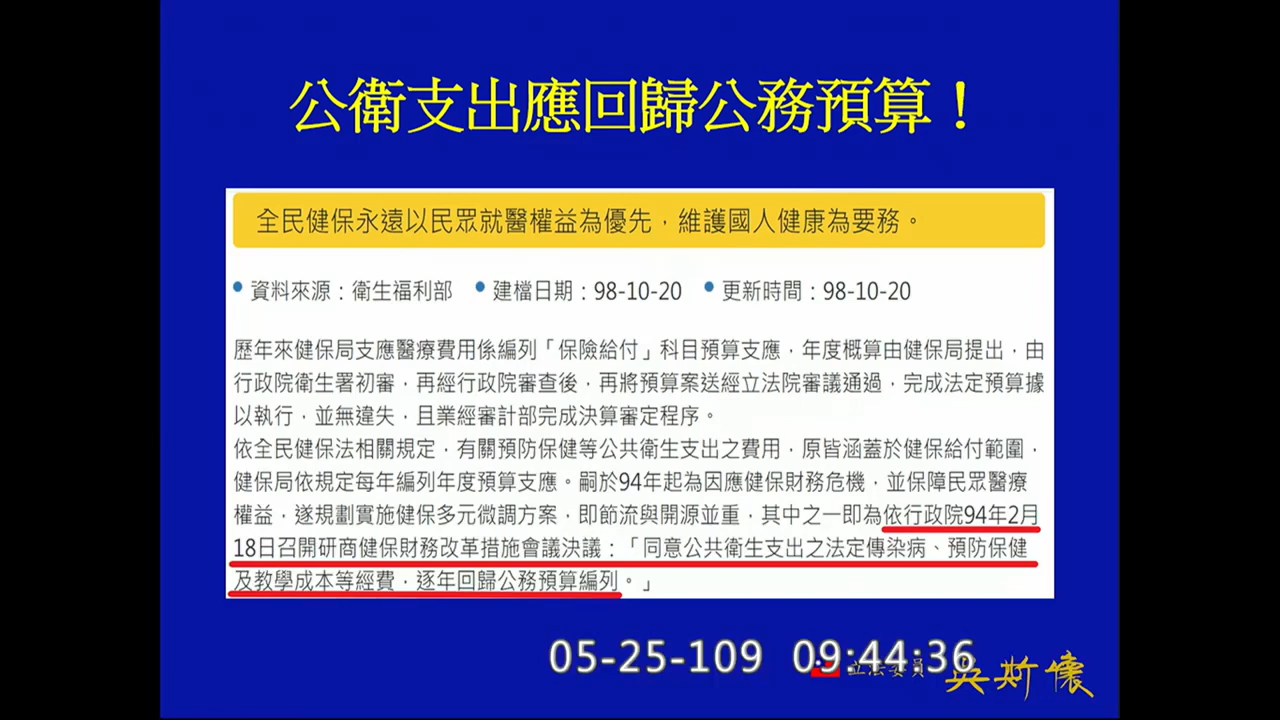 公衛支出應回歸公務預算！
全民健保永遠以民眾就醫權益為優先，維護國人健康為要務。
資料來源：衛生福利部 建檔日期：98-10-20 更新時間：98-10-20
歷年來健保局支應醫療費用係編列「保險給付」科目預算支應，年度概算由健保局提出，由
行政院衛生署初審，再經行政院審查後，再將預算案送經立法院審議通過，完成法定預算據
以執行，並無違失，且業經審計部完成決算審定程序。
依全民健保法相關規定，有關預防保健等公共衛生支出之費用，原皆涵蓋於健保給付範圍，
健保局依規定每年編列年度預算支應。嗣於94年起為因應健保財務危機，並保障民眾醫療
權益，遂規劃實施健保多元微調方案，即節流與開源並重，其中之一即為依行政院94年2月
18日召開研商健保財務改革措施會議決議：「同意公共衛生支出之法定傳染病、預防保健
及教學成本等經費，逐年回歸公務預算編列。」
05-25-109 09:44:36
立法委員 吳斯懷